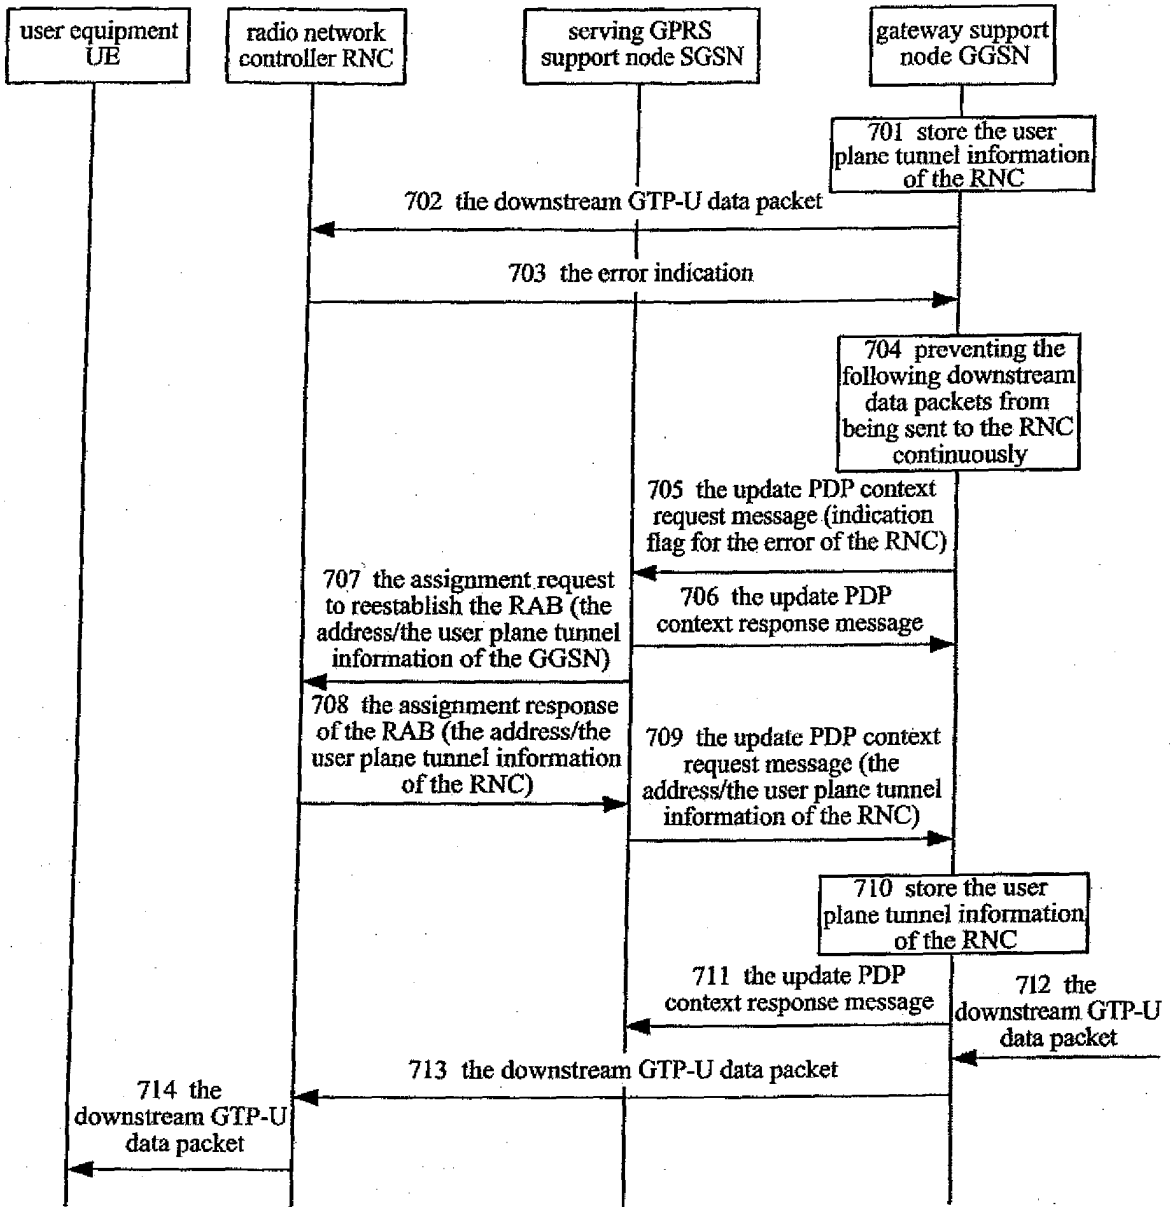 user equipment
UE
radio network
controller RNC
serving GPRS
support node SGSN
gateway support
node GGSN
701 store the user
plane tunnel information
of the RNC
702 the downstream GTP-U data packet
703 the error indication
704 preventing the
following downstream
data packets from
being sent to the RNC
continuously
705 the update PDP context
request message (indication
flag for the error of the RNC)
706 the update PDP
context response message
707 the assignment request
to reestablish the RAB (the
address/the user plane tunnel
information of the GGSN)
708 the assignment response
of the RAB (the address/the
user plane tunnel information
of the RNC)
709 the update PDP context
request message (the
address/the user plane tunnel
information of the RNC)
710 store the user
plane tunnel information
of the RNC
711 the update PDP
context response message
712 the
downstream GTP-U
data packet
713 the downstream GTP-U data packet
714 the
downstream GTP-U
data packet